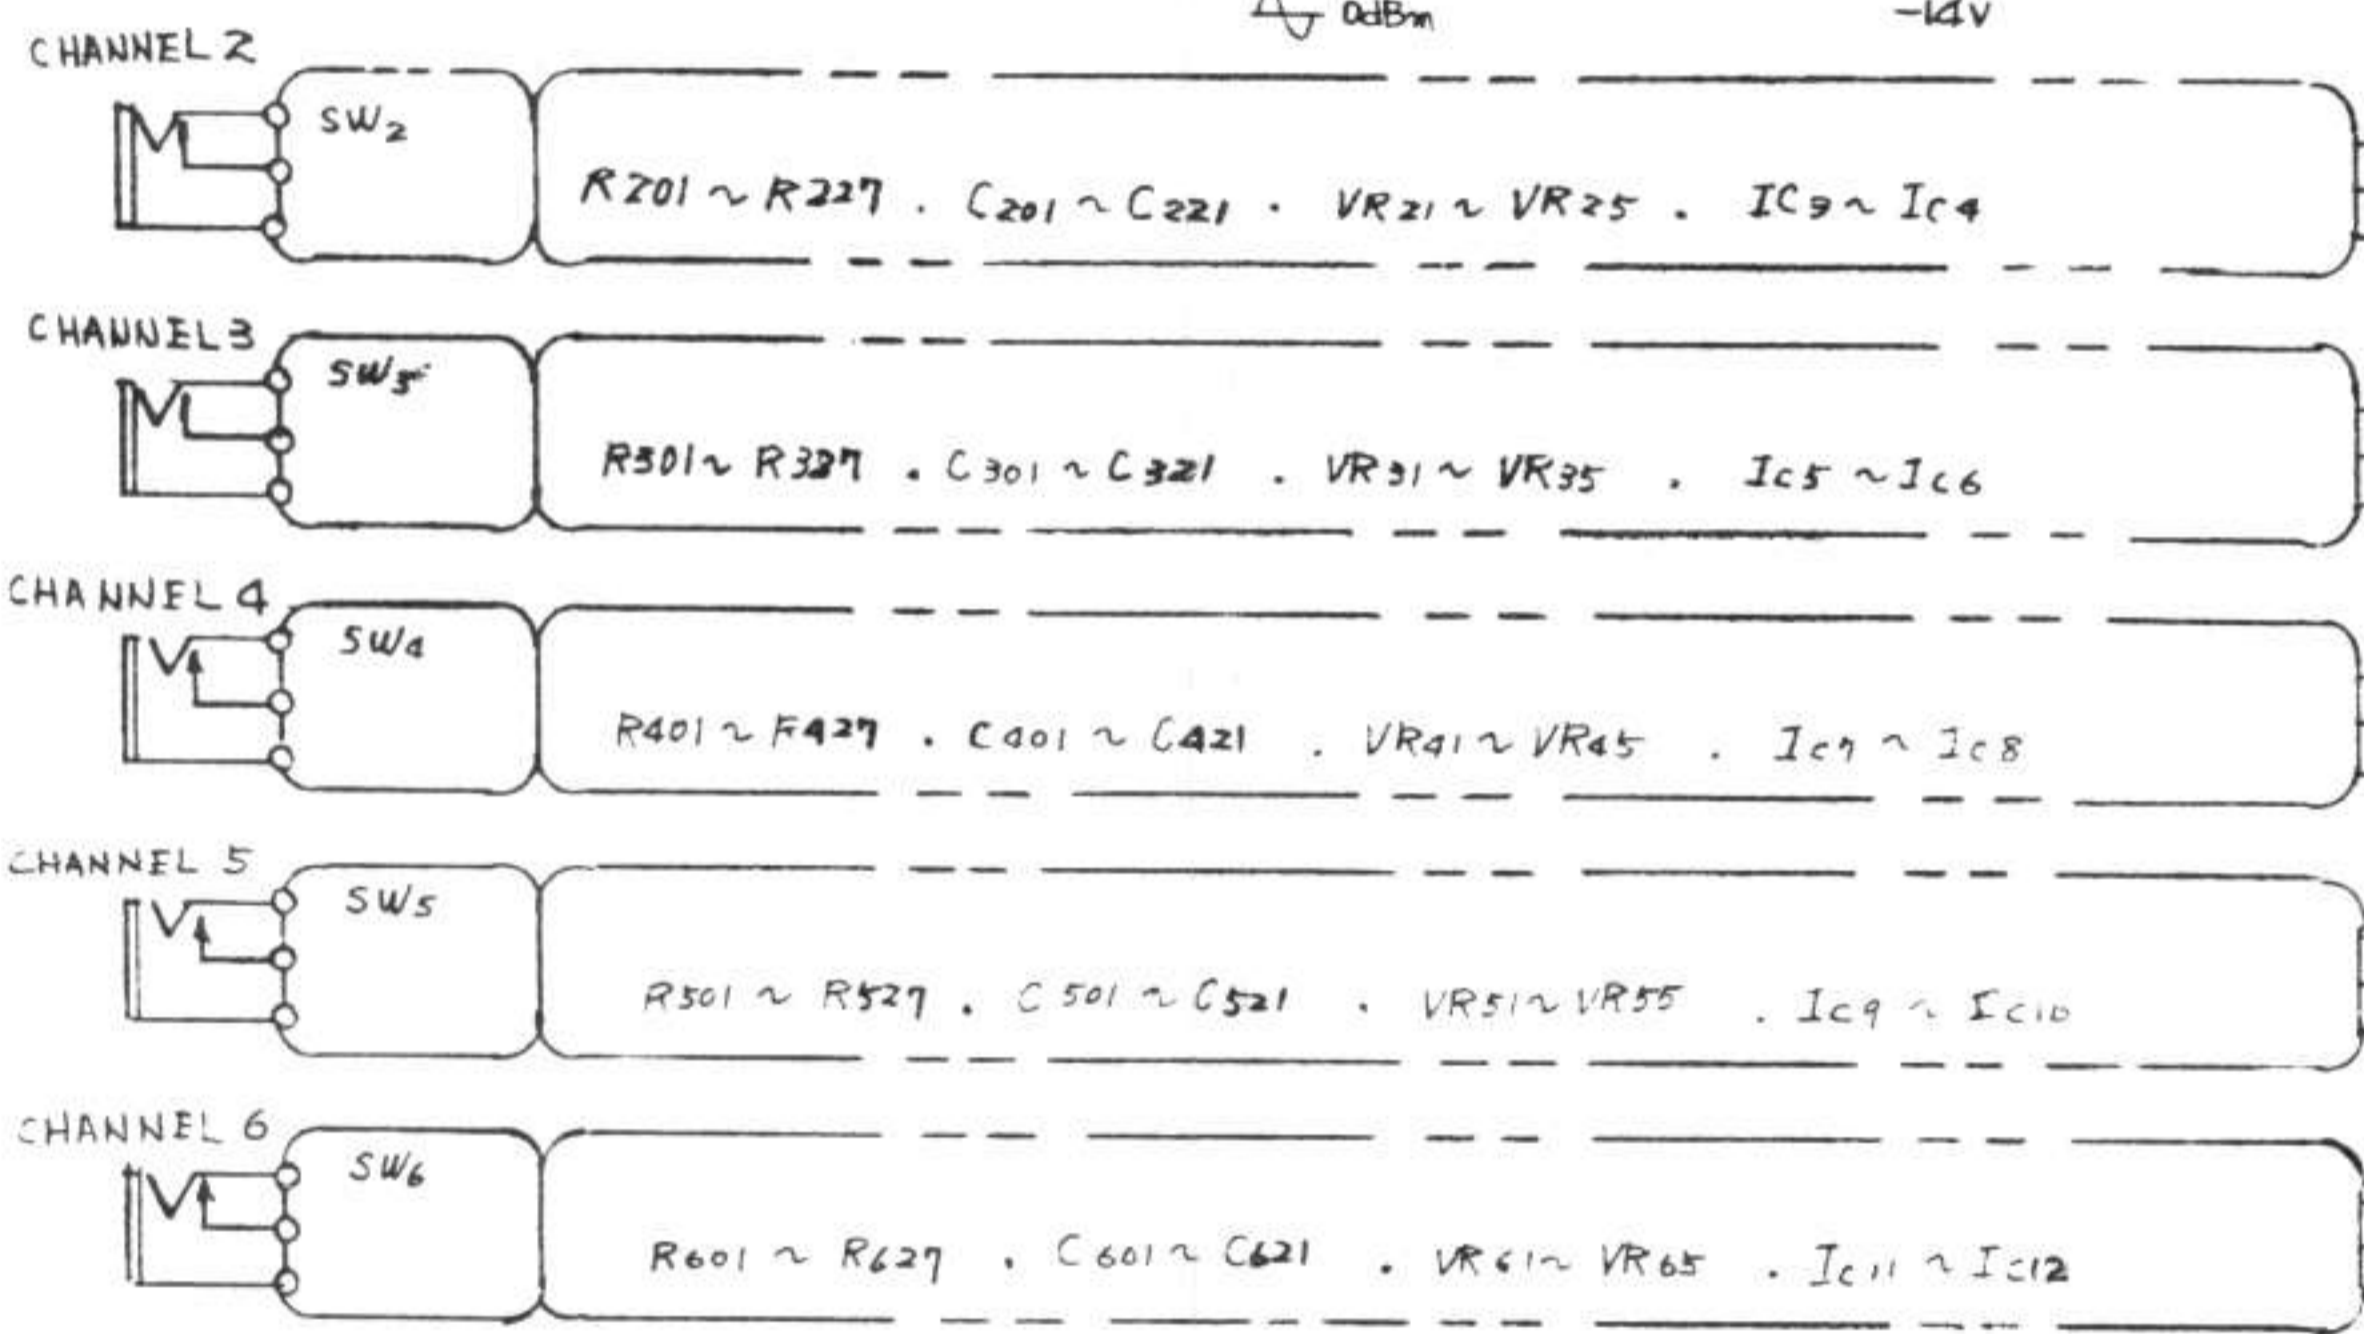 0dBm -14V
CHANNEL 2
SW2
R201 ~ R227 . C201 ~ C221 . VR21 ~ VR25 . IC3 ~ IC4
CHANNEL 3
SW3
R301 ~ R327 . C301 ~ C321 . VR31 ~ VR35 . IC5 ~ IC6
CHANNEL 4
SW4
R401 ~ R427 . C401 ~ C421 . VR41 ~ VR45 . IC7 ~ IC8
CHANNEL 5
SW5
R501 ~ R527 . C501 ~ C521 . VR51 ~ VR55 . IC9 ~ IC10
CHANNEL 6
SW6
R601 ~ R627 . C601 ~ C621 . VR61 ~ VR65 . IC11 ~ IC12